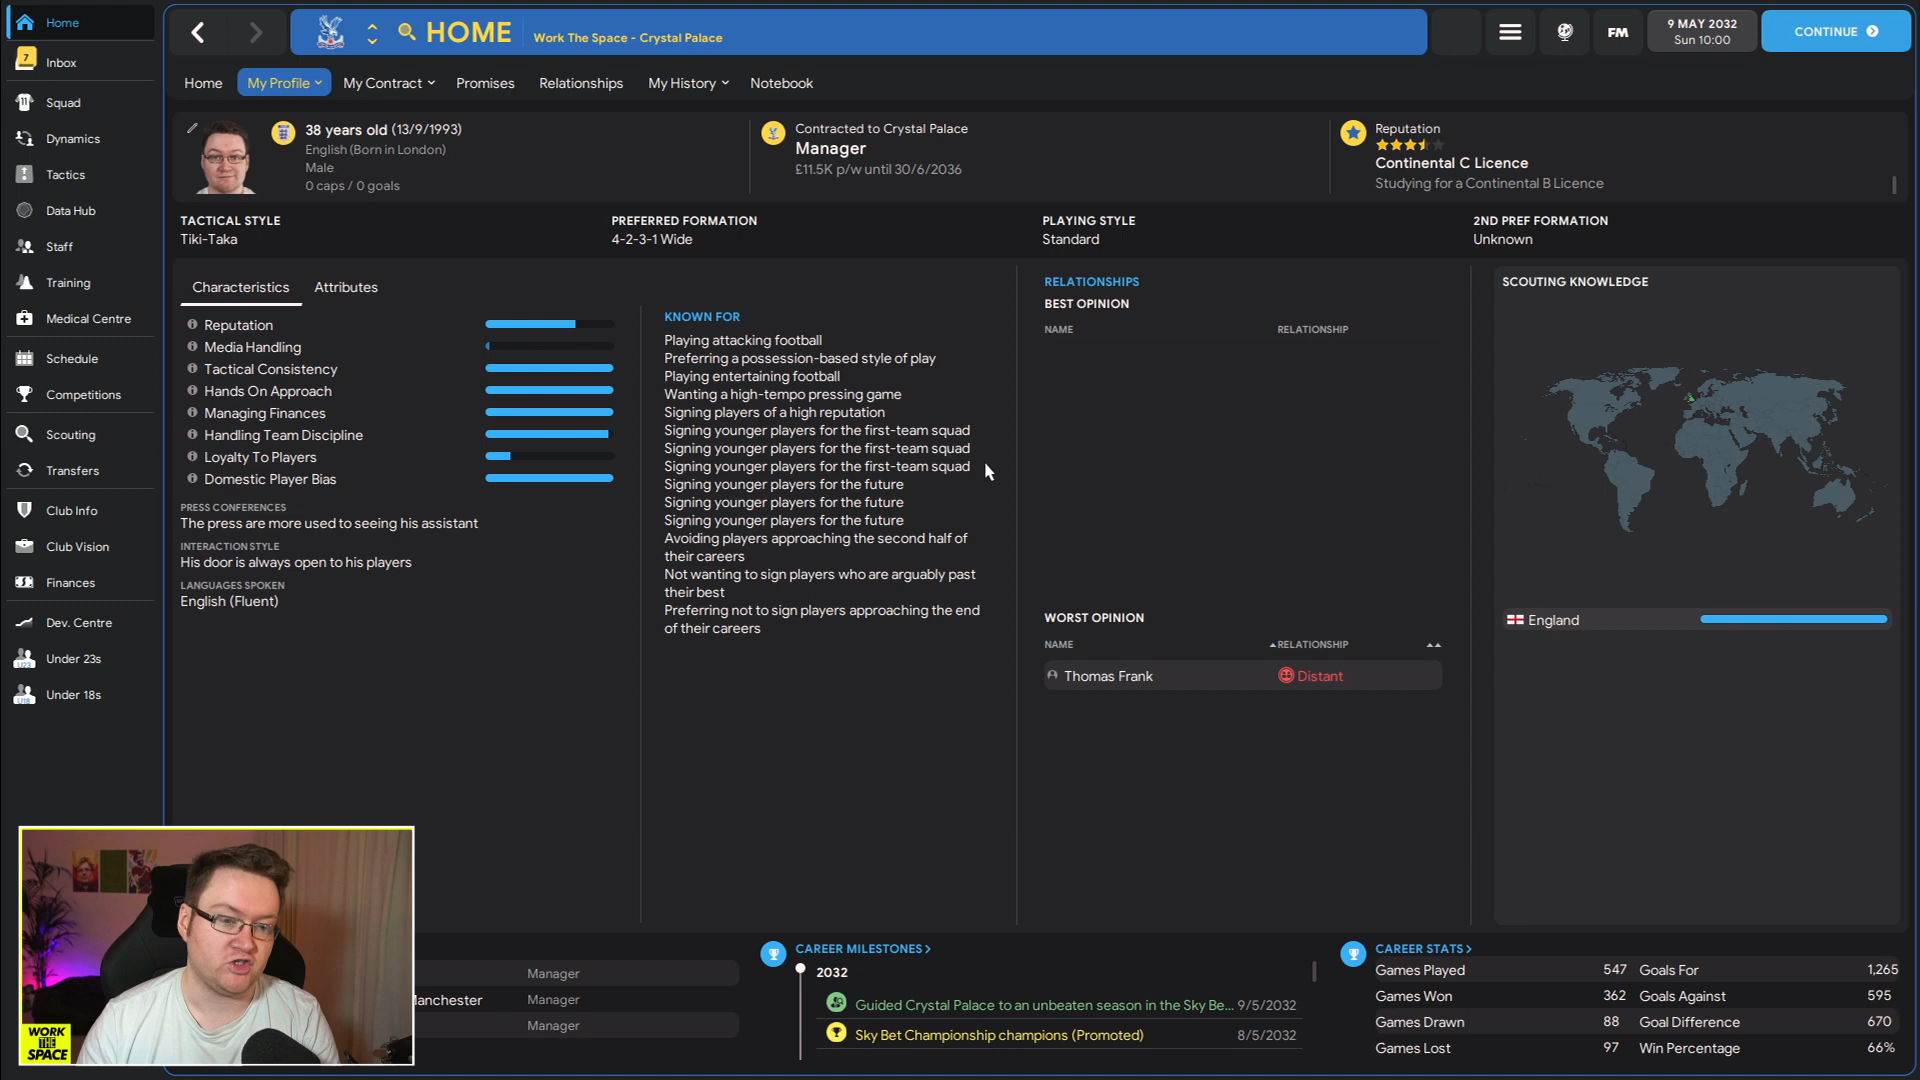 Home
7
Inbox
Squad
Dynamics
Tactics
Data Hub
Staff
Training
Medical Centre
Schedule
Competitions
Scouting
Transfers
Club Info
Club Vision
Finances
Dev. Centre
Under 23s
Under 18s
HOME
Work The Space - Crystal Palace
FM
9 MAY 2032
Sun 10:00
CONTINUE
Home
My Profile
My Contract
Promises
Relationships
My History
Notebook
38 years old (13/9/1993)
English (Born in London)
Male
0 caps / 0 goals
Contracted to Crystal Palace
Manager
£11.5K p/w until 30/6/2036
Reputation
Continental C Licence
Studying for a Continental B Licence
TACTICAL STYLE
Tiki-Taka
PREFERRED FORMATION
4-2-3-1 Wide
PLAYING STYLE
Standard
2ND PREF FORMATION
Unknown
Characteristics
Attributes
Reputation
Media Handling
Tactical Consistency
Hands On Approach
Managing Finances
Handling Team Discipline
Loyalty To Players
Domestic Player Bias
PRESS CONFERENCES
The press are more used to seeing his assistant
INTERACTION STYLE
His door is always open to his players
LANGUAGES SPOKEN
English (Fluent)
KNOWN FOR
Playing attacking football
Preferring a possession-based style of play
Playing entertaining football
Wanting a high-tempo pressing game
Signing players of a high reputation
Signing younger players for the first-team squad
Signing younger players for the first-team squad
Signing younger players for the first-team squad
Signing younger players for the future
Signing younger players for the future
Signing younger players for the future
Avoiding players approaching the second half of
their careers
Not wanting to sign players who are arguably past
their best
Preferring not to sign players approaching the end
of their careers
RELATIONSHIPS
BEST OPINION
NAME RELATIONSHIP
WORST OPINION
NAME RELATIONSHIP
Thomas Frank Distant
SCOUTING KNOWLEDGE
England
Manager
Manchester Manager
Manager
CAREER MILESTONES >
2032
Guided Crystal Palace to an unbeaten season in the Sky Be... 9/5/2032
Sky Bet Championship champions (Promoted) 8/5/2032
CAREER STATS >
Games Played 547 Goals For 1,265
Games Won 362 Goals Against 595
Games Drawn 88 Goal Difference 670
Games Lost 97 Win Percentage 66%
WORK
THE
SPACE